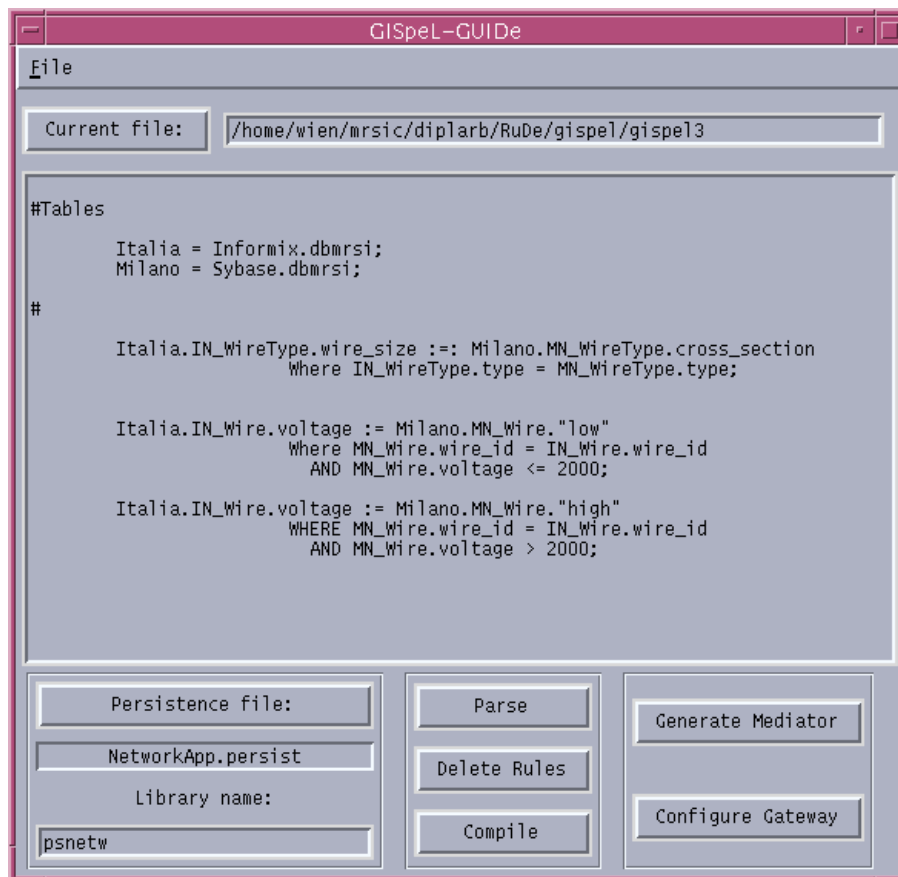 GISpeL-GUIDe
File
Current file: /home/wien/mrsic/diplarb/RuDe/gispel/gispel3
#Tables
Italia = Informix.dbmrsi;
Milano = Sybase.dbmrsi;
#
Italia.IN_WireType.wire_size :=: Milano.MN_WireType.cross_section
Where IN_WireType.type = MN_WireType.type;
Italia.IN_Wire.voltage := Milano.MN_Wire."low"
Where MN_Wire.wire_id = IN_Wire.wire_id
AND MN_Wire.voltage <= 2000;
Italia.IN_Wire.voltage := Milano.MN_Wire."high"
WHERE MN_Wire.wire_id = IN_Wire.wire_id
AND MN_Wire.voltage > 2000;
Persistence file:
NetworkApp.persist
Library name:
psnetw
Parse
Delete Rules
Compile
Generate Mediator
Configure Gateway